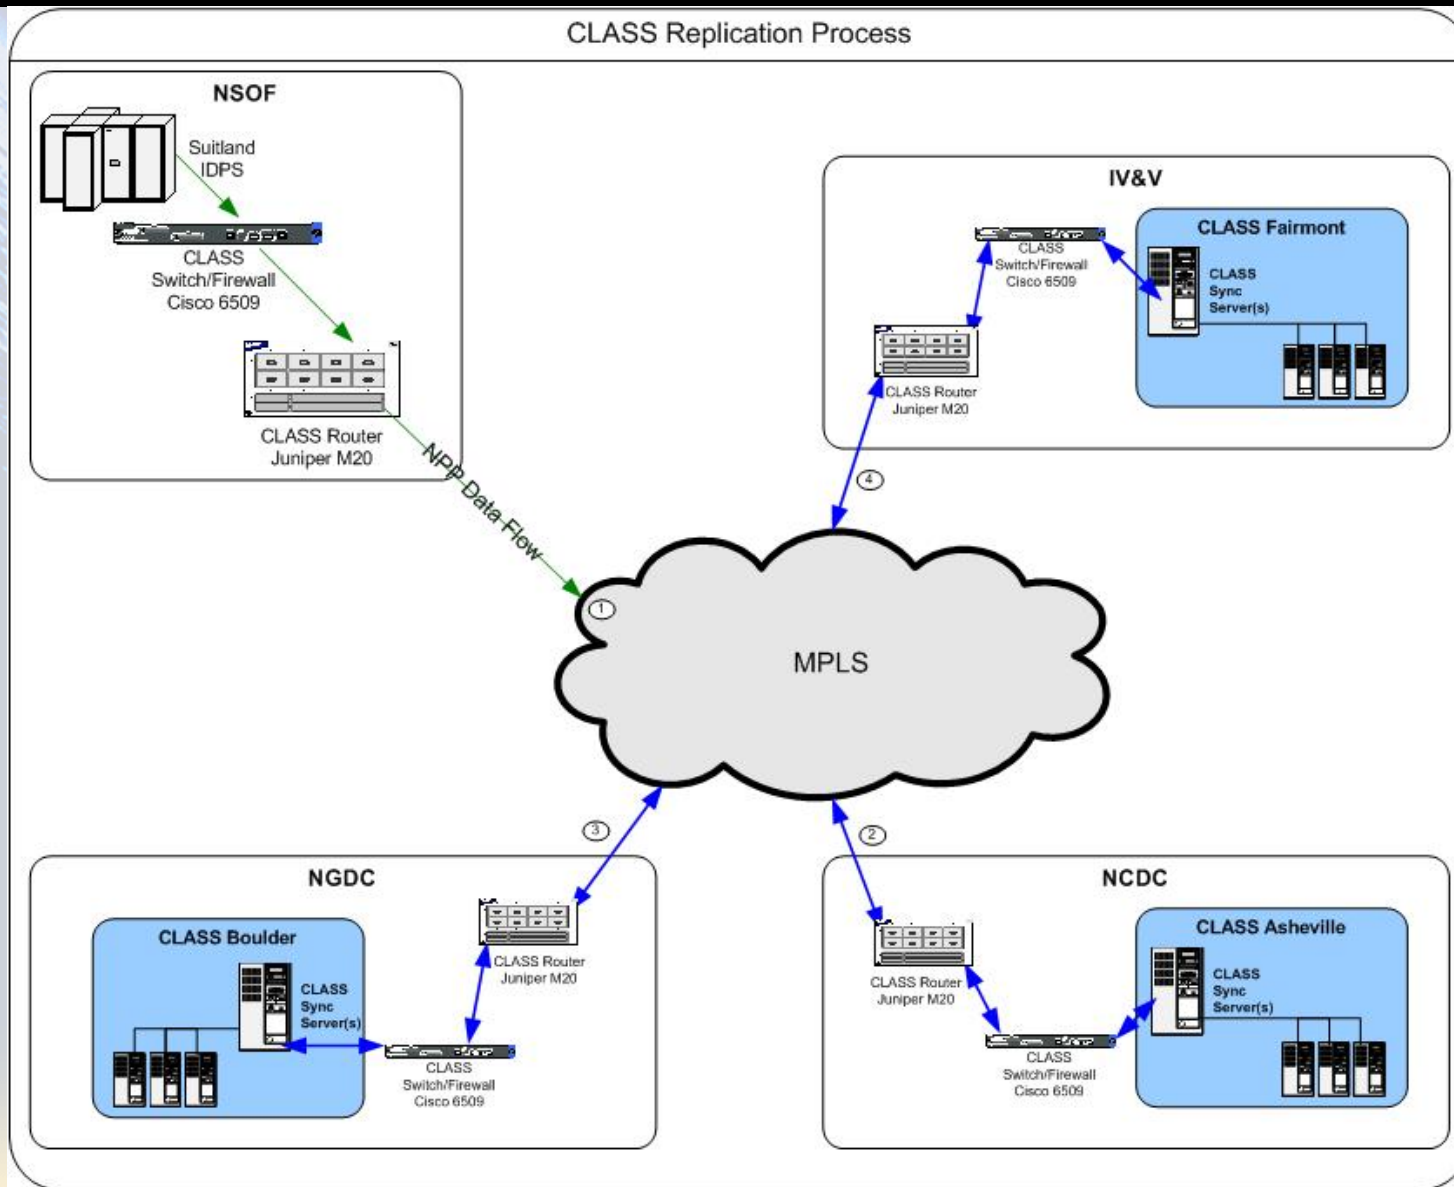 CLASS Replication Process
NSOF
Suitland
IDPS
CLASS
Switch/Firewall
Cisco 6509
CLASS Router
Juniper M20
NPP Data Flow
1
MPLS
IV&V
CLASS Fairmont
CLASS
Sync
Server(s)
CLASS
Switch/Firewall
Cisco 6509
CLASS Router
Juniper M20
4
3
2
NGDC
CLASS Boulder
CLASS
Sync
Server(s)
CLASS Router
Juniper M20
CLASS
Switch/Firewall
Cisco 6509
NCDC
CLASS Asheville
CLASS
Sync
Server(s)
CLASS Router
Juniper M20
CLASS
Switch/Firewall
Cisco 6509